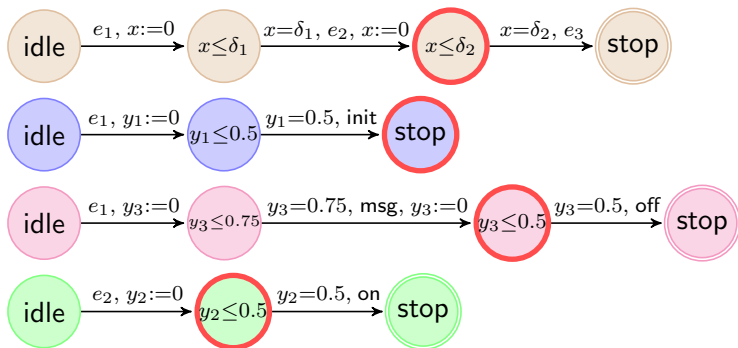 idle e₁, x:=0 x≤δ₁ x=δ₁, e₂, x:=0 x≤δ₂ x=δ₂, e₃ stop
idle e₁, y₁:=0 y₁≤0.5 y₁=0.5, init stop
idle e₁, y₃:=0 y₃≤0.75 y₃=0.75, msg, y₃:=0 y₃≤0.5 y₃=0.5, off stop
idle e₂, y₂:=0 y₂≤0.5 y₂=0.5, on stop